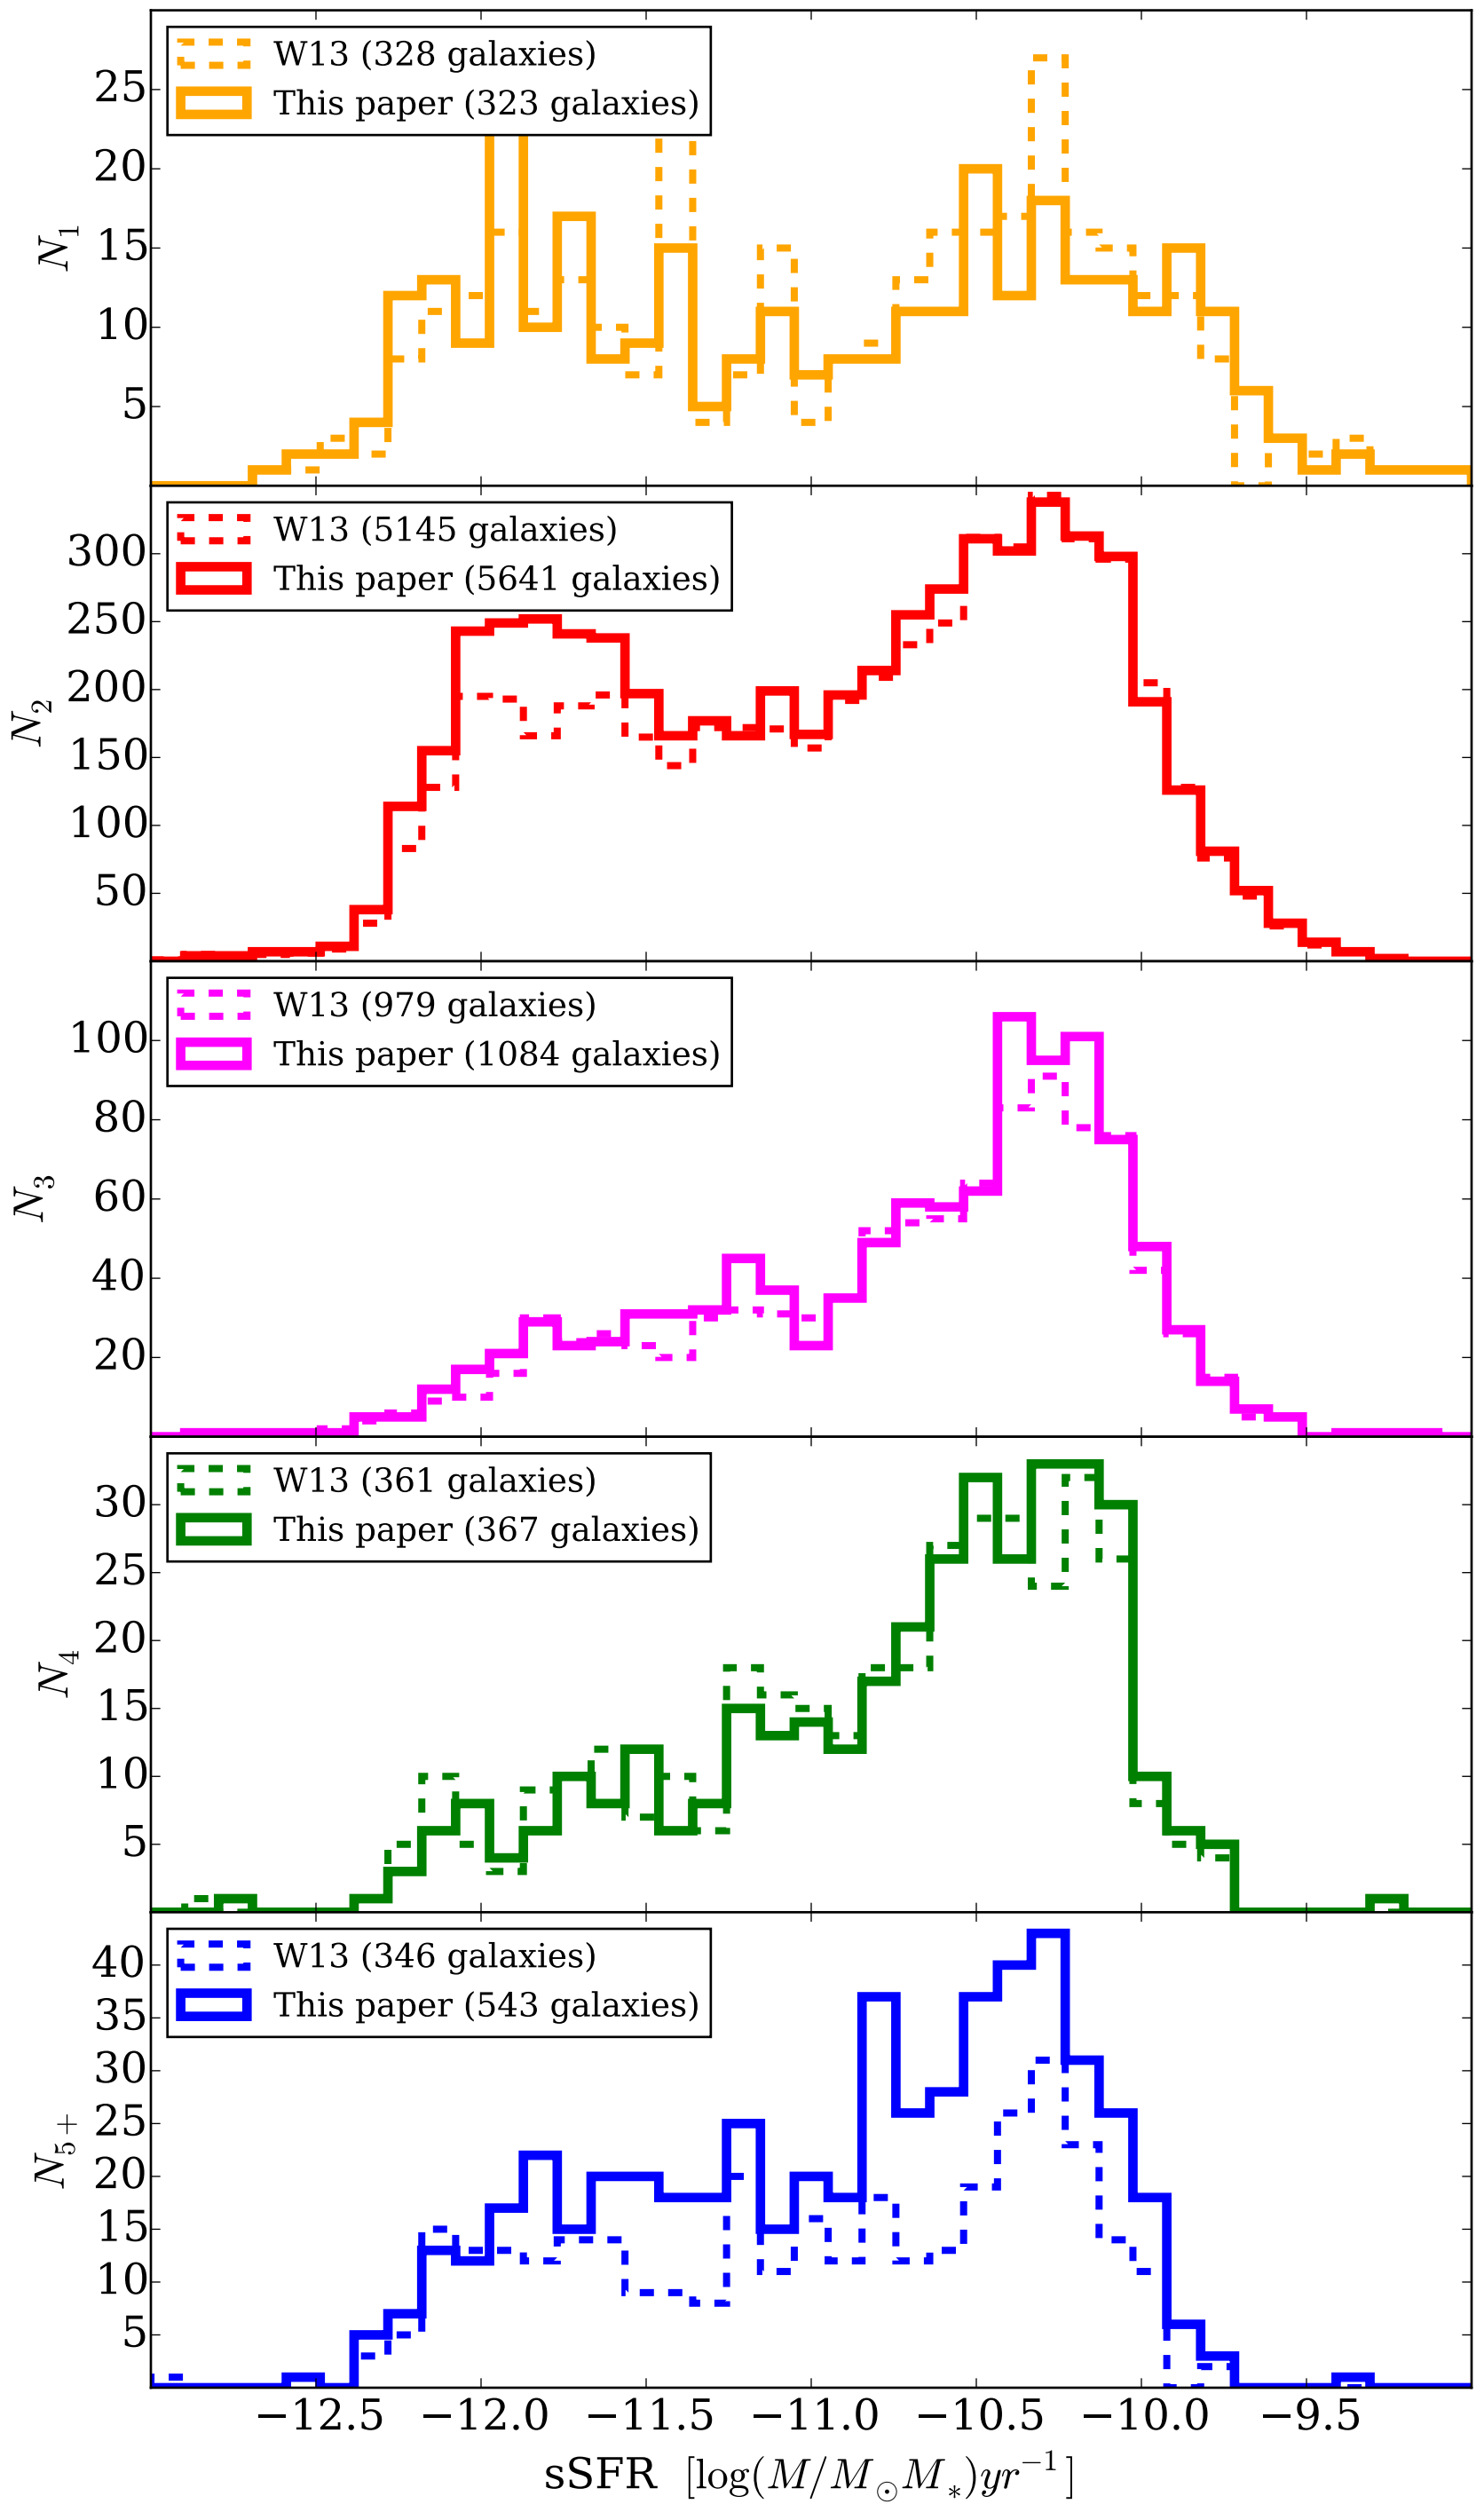 W13 (328 galaxies)
This paper (323 galaxies)
25
20
15
10
5
N₁
W13 (5145 galaxies)
This paper (5641 galaxies)
300
250
200
150
100
50
N₂
W13 (979 galaxies)
This paper (1084 galaxies)
100
80
60
40
20
N₃
W13 (361 galaxies)
This paper (367 galaxies)
30
25
20
15
10
5
N₄
W13 (346 galaxies)
This paper (543 galaxies)
40
35
30
25
20
15
10
5
N₅₊
−12.5 −12.0 −11.5 −11.0 −10.5 −10.0 −9.5
sSFR [log(M/M⊙M∗)yr⁻¹]